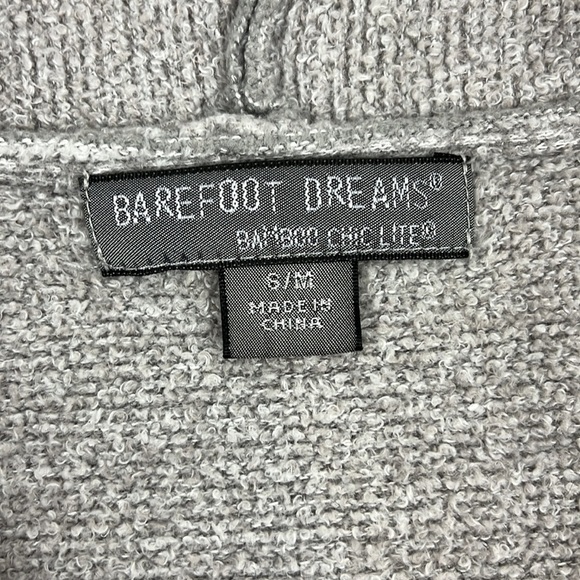 BAREFOOT DREAMS®
BAMBOO CHIC LITE®
S/M
MADE IN
CHINA